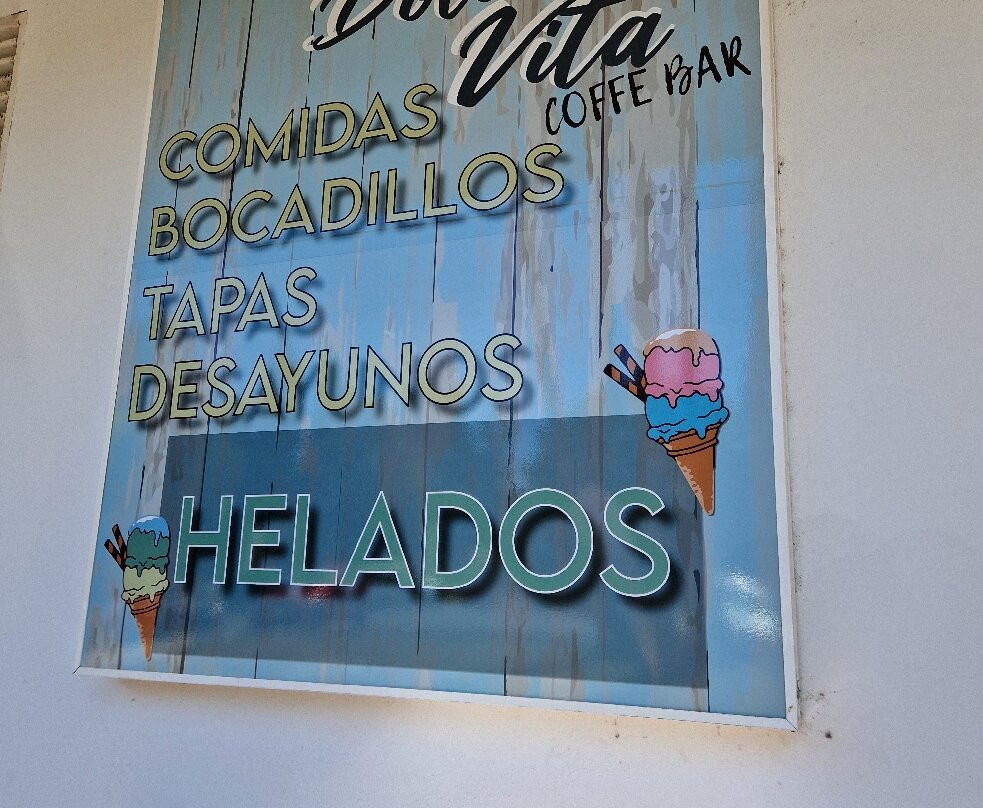 Vita
COFFE BAR
COMIDAS
BOCADILLOS
TAPAS
DESAYUNOS
HELADOS